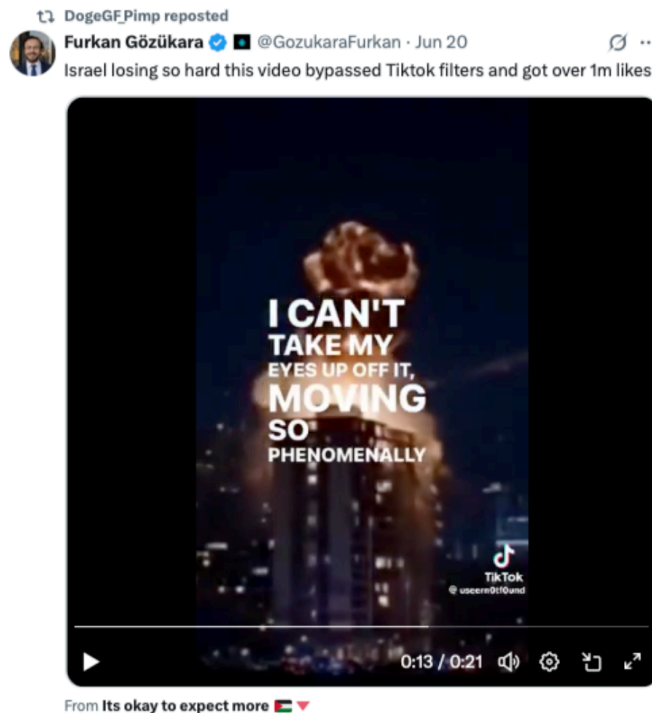 DogeGF_Pimp reposted
Furkan Gözükara @GozukaraFurkan · Jun 20
Israel losing so hard this video bypassed Tiktok filters and got over 1m likes
I CAN'T
TAKE MY
EYES UP OFF IT,
MOVING
SO
PHENOMENALLY
TikTok
@useern0tf0und
0:13 / 0:21
From Its okay to expect more